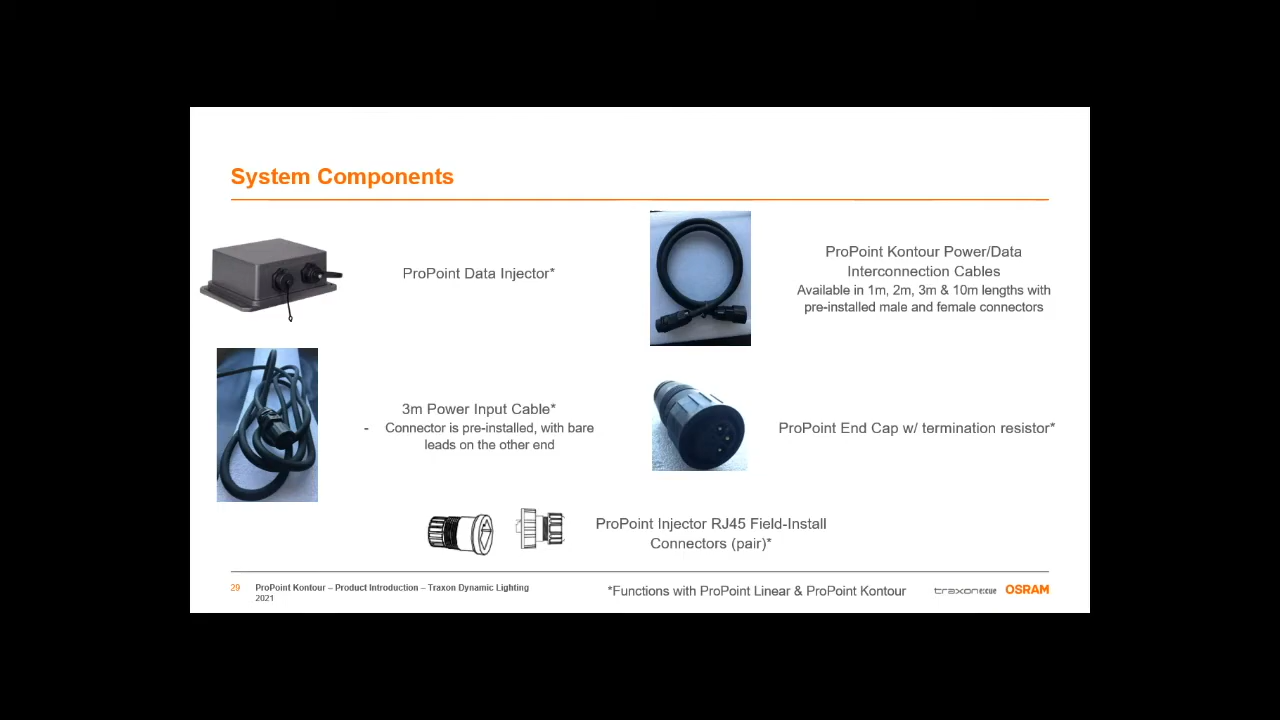 System Components
ProPoint Data Injector*
ProPoint Kontour Power/Data
Interconnection Cables
Available in 1m, 2m, 3m & 10m lengths with
pre-installed male and female connectors
3m Power Input Cable*
- Connector is pre-installed, with bare
leads on the other end
ProPoint End Cap w/ termination resistor*
ProPoint Injector RJ45 Field-Install
Connectors (pair)*
29 ProPoint Kontour – Product Introduction – Traxon Dynamic Lighting
2021
*Functions with ProPoint Linear & ProPoint Kontour
traxon e:cue OSRAM